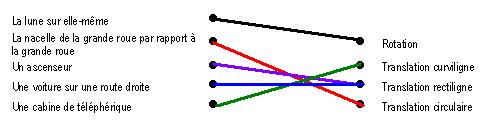 La lune sur elle-même
La nacelle de la grande roue par rapport à
la grande roue
Un ascenseur
Une voiture sur une route droite
Une cabine de téléphérique
Rotation
Translation curviligne
Translation rectiligne
Translation circulaire